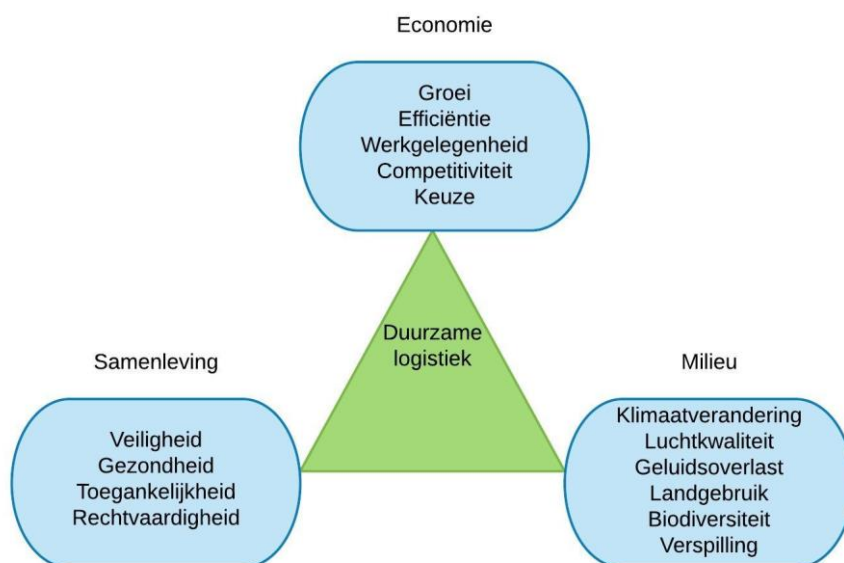 Economie
Groei
Efficiëntie
Werkgelegenheid
Competitiviteit
Keuze
Duurzame
logistiek
Samenleving
Veiligheid
Gezondheid
Toegankelijkheid
Rechtvaardigheid
Milieu
Klimaatverandering
Luchtkwaliteit
Geluidsoverlast
Landgebruik
Biodiversiteit
Verspilling